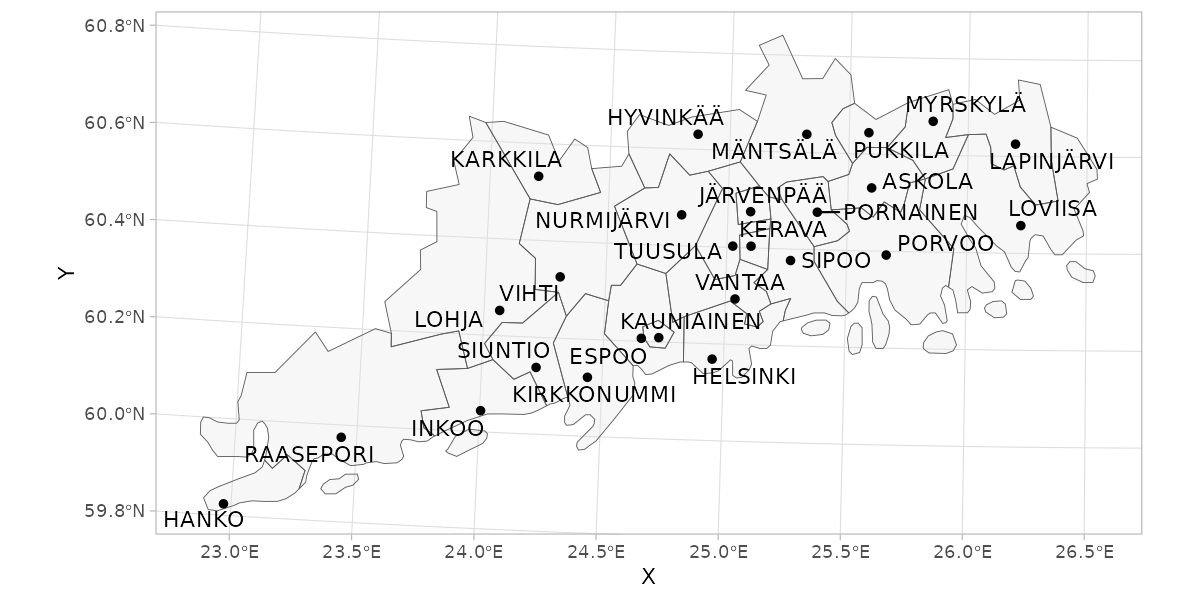 60.8°N
60.6°N
60.4°N
60.2°N
60.0°N
59.8°N
Y
MYRSKYLÄ
HYVINKÄÄ
MÄNTSÄLÄ
PUKKILA
KARKKILA
LAPINJÄRVI
ASKOLA
JÄRVENPÄÄ
LOVIISA
NURMIJÄRVI
PORNAINEN
KERAVA
PORVOO
TUUSULA
SIPOO
VANTAA
VIHTI
LOHJA
KAUNIAINEN
SIUNTIO
ESPOO
HELSINKI
KIRKKONUMMI
INKOO
RAASEPORI
HANKO
23.0°E
23.5°E
24.0°E
24.5°E
25.0°E
25.5°E
26.0°E
26.5°E
X